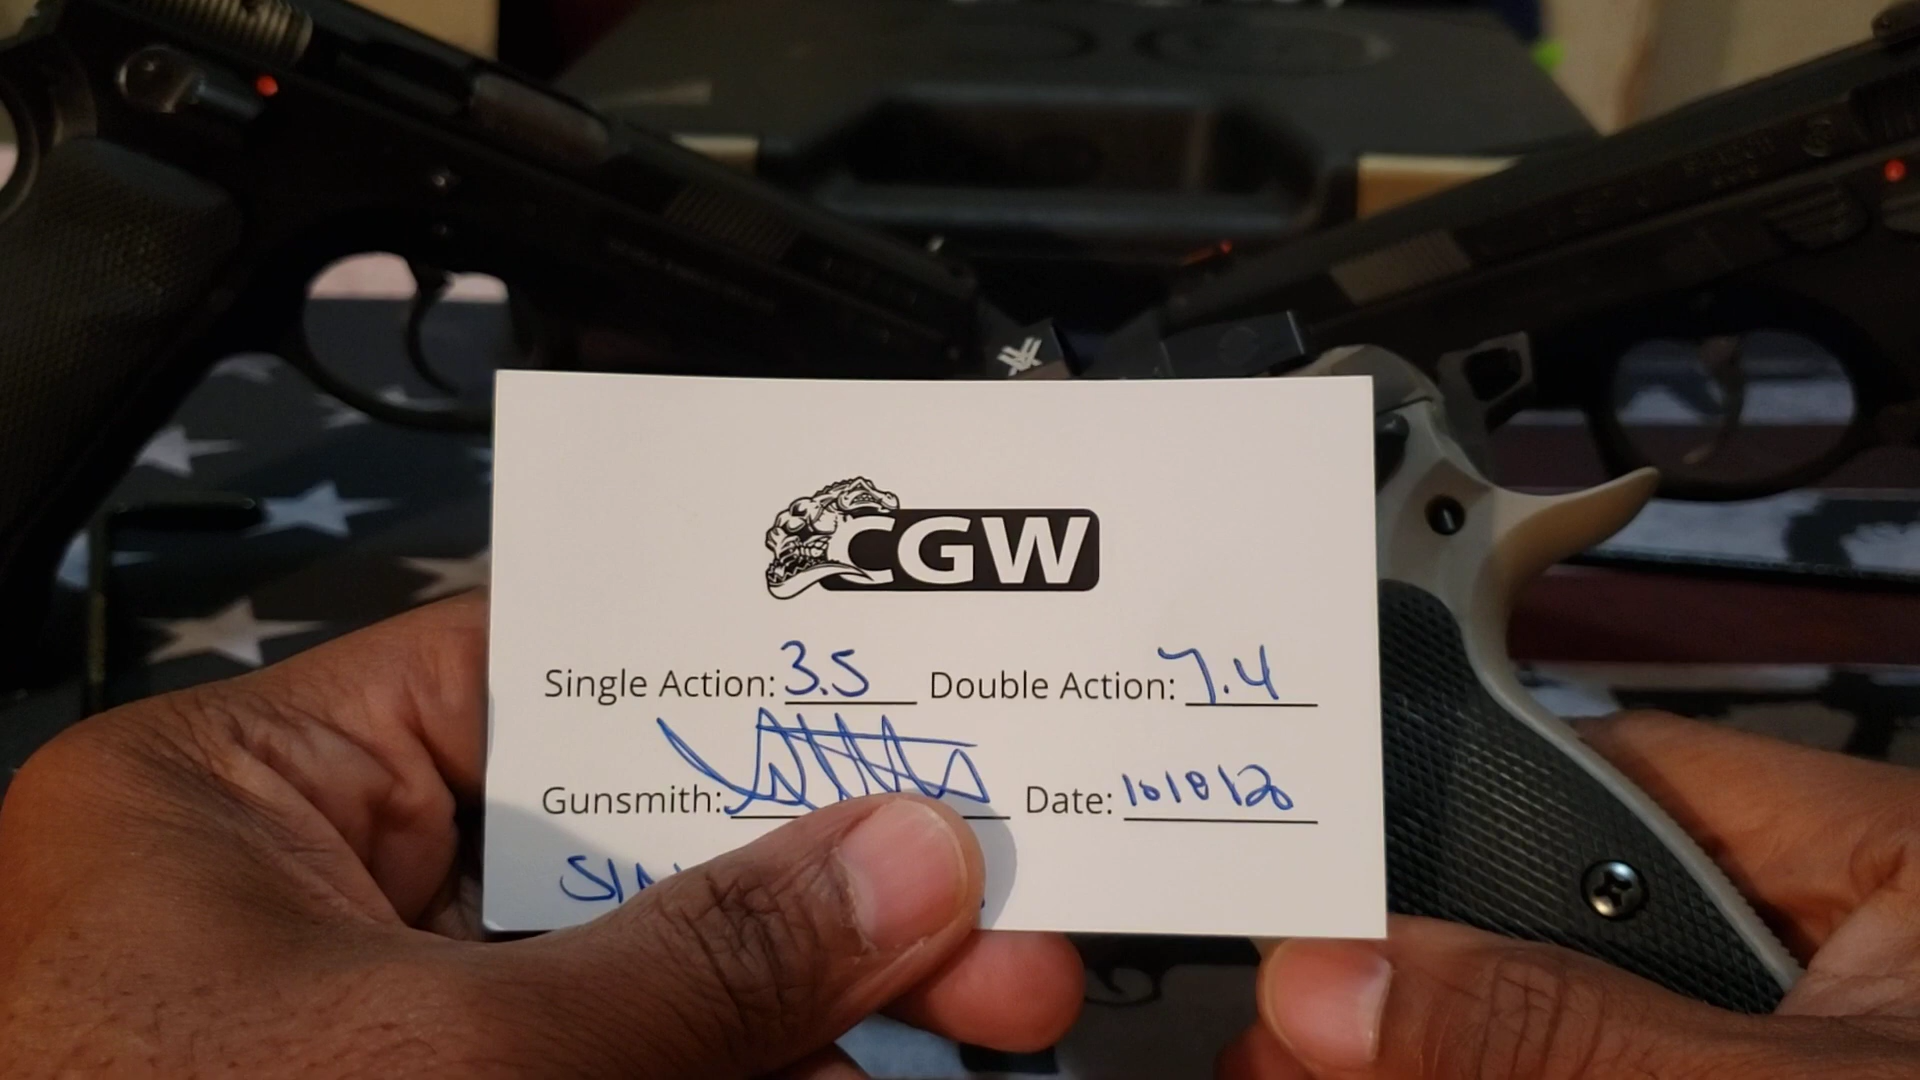 CGW
Single Action: 3.5 Double Action: 7.4
Gunsmith: Date: 10/8/20